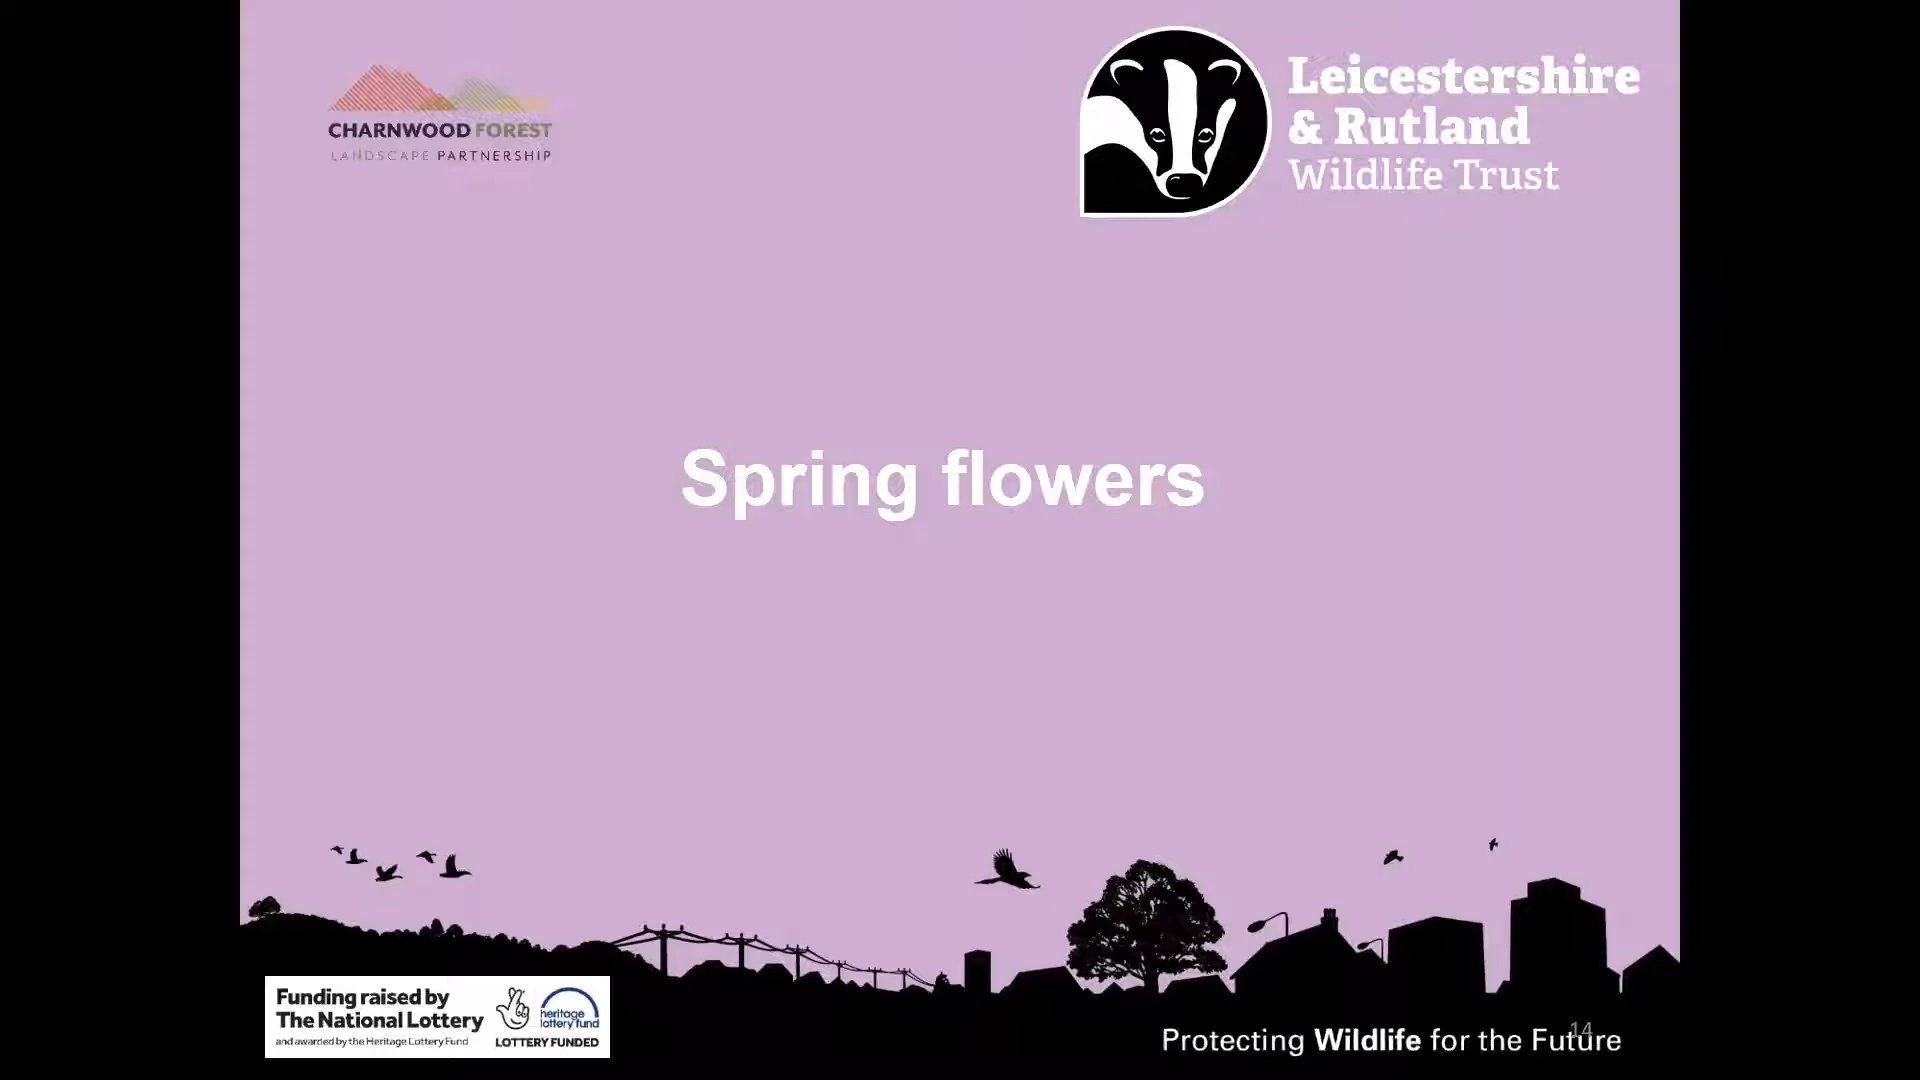 CHARNWOOD FOREST
LANDSCAPE PARTNERSHIP
Leicestershire
& Rutland
Wildlife Trust
Spring flowers
Funding raised by
The National Lottery
and awarded by the Heritage Lottery Fund
heritage
lottery fund
LOTTERY FUNDED
Protecting Wildlife for the Future
14